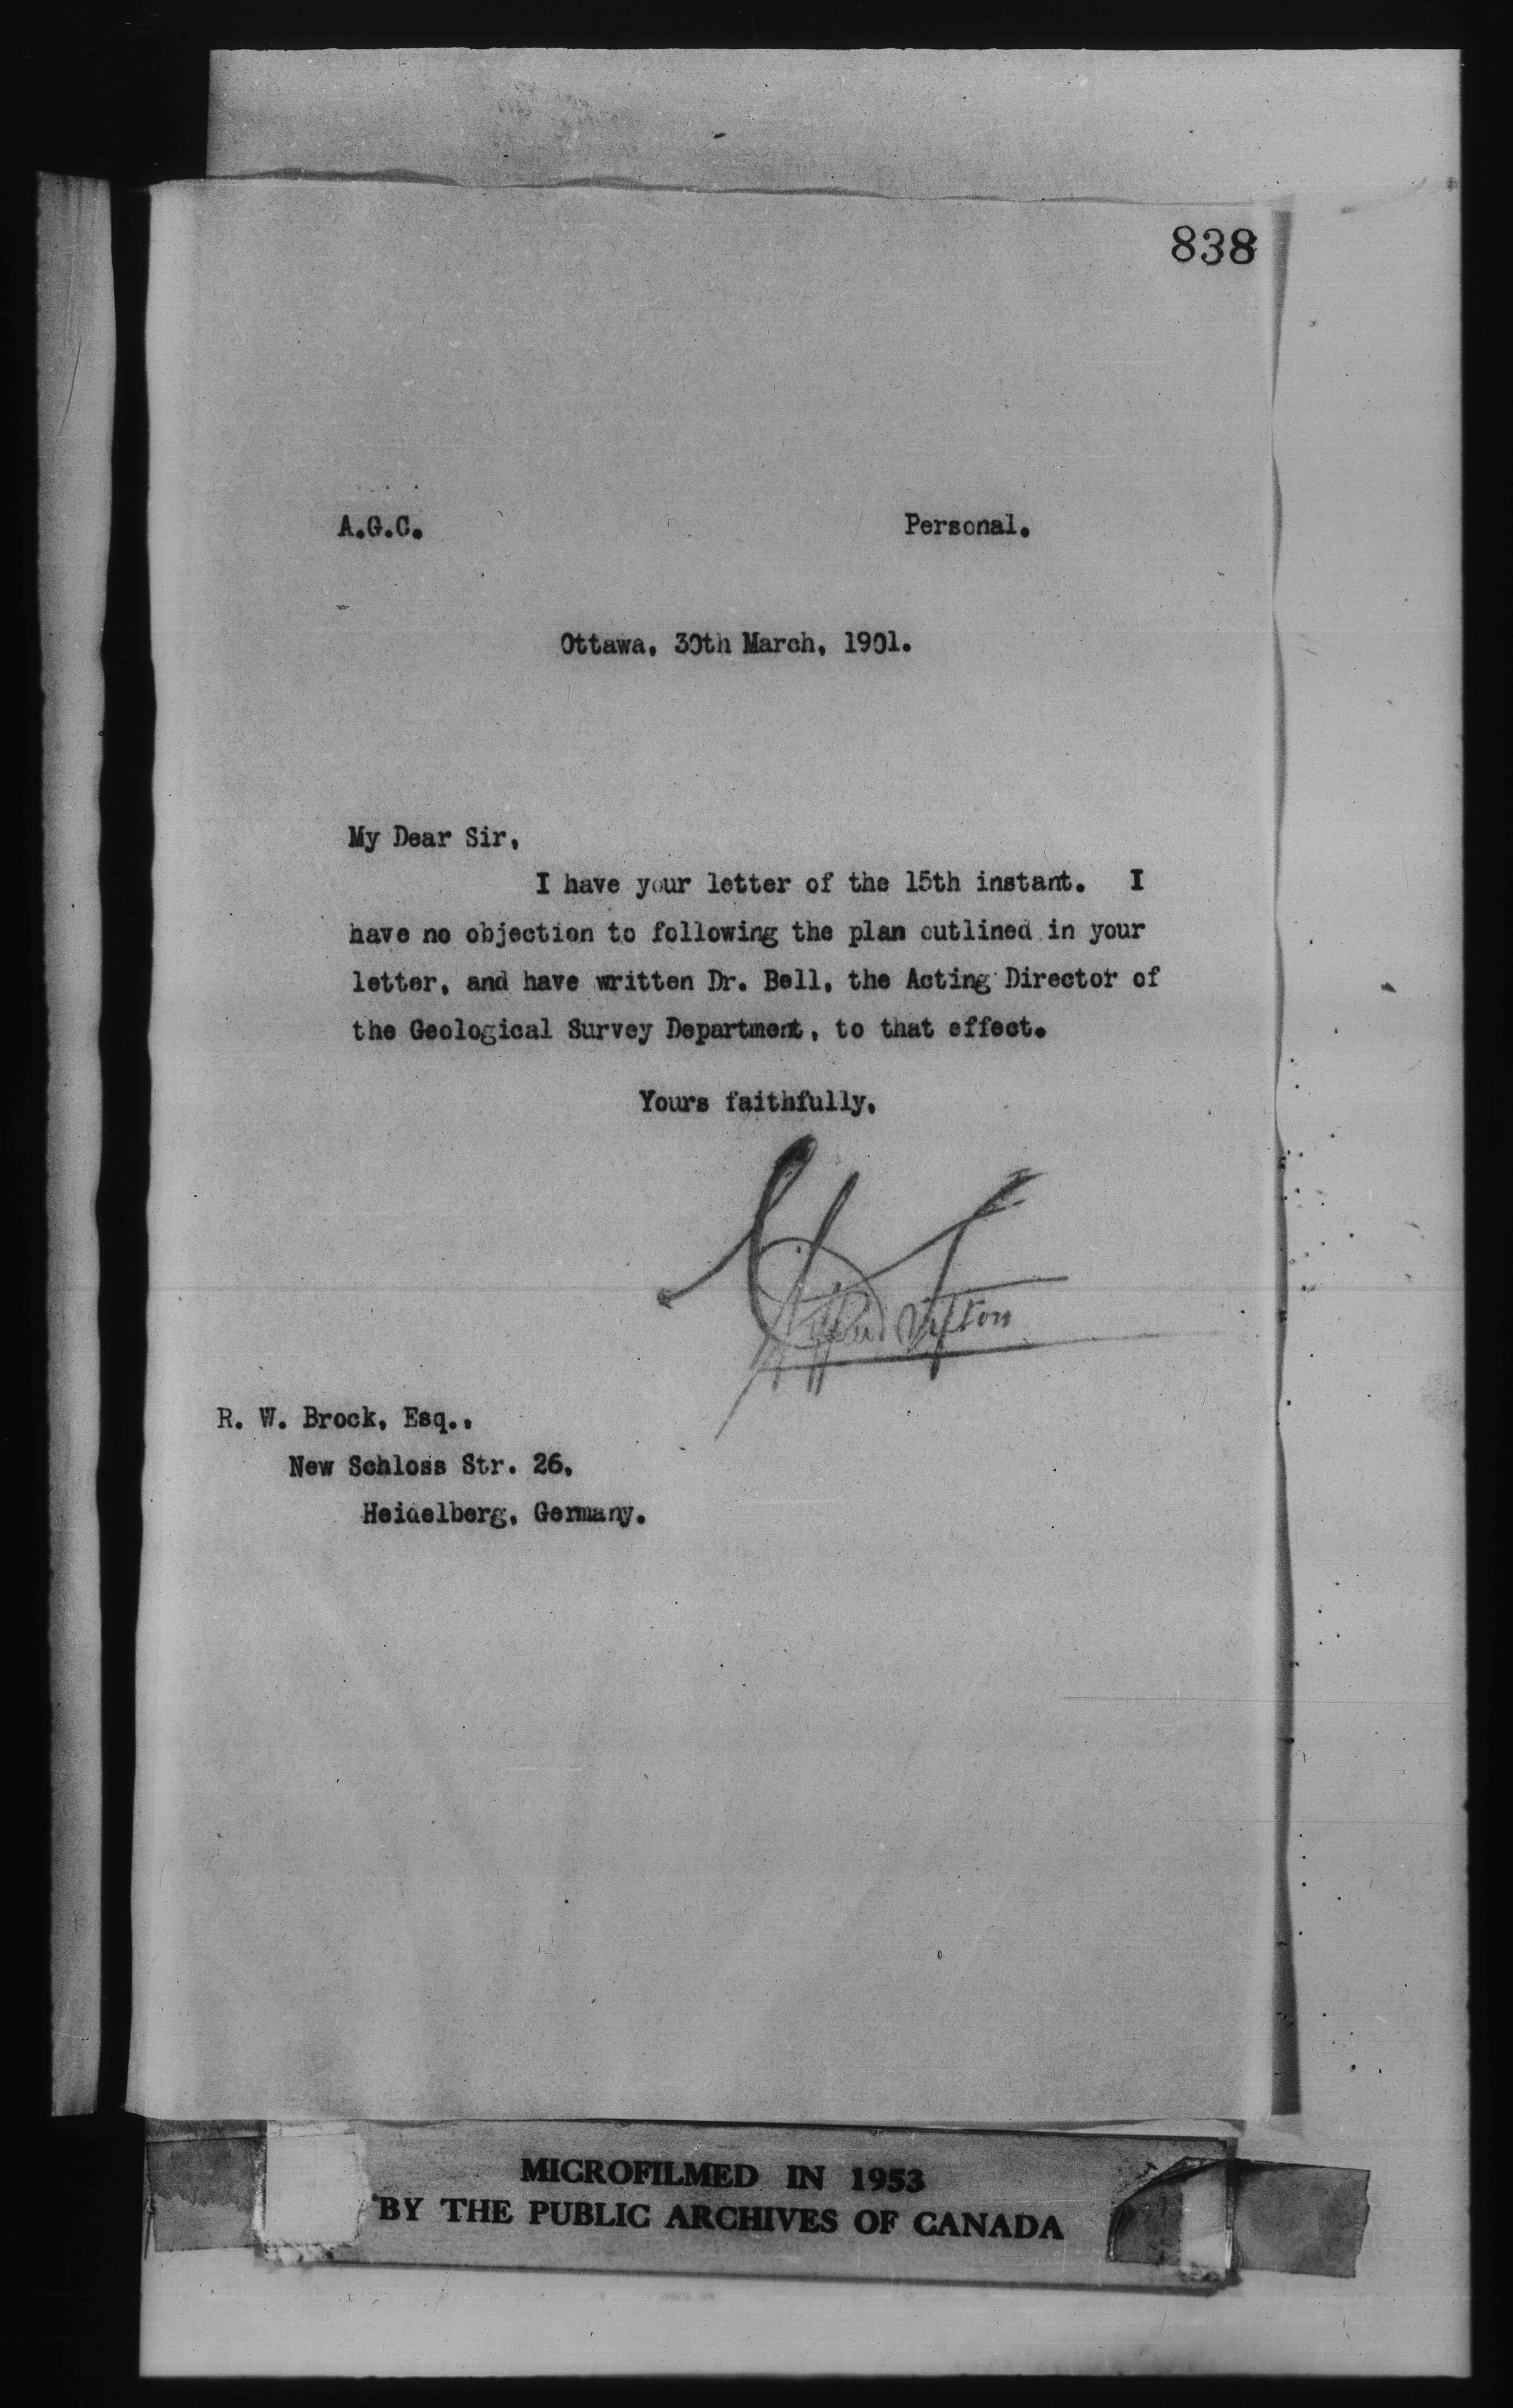 838
A.G.C. Personal.
Ottawa, 30th March, 1901.
My Dear Sir,
I have your letter of the 15th instant. I
have no objection to following the plan outlined in your
letter, and have written Dr. Bell, the Acting Director of
the Geological Survey Department, to that effect.
Yours faithfully,
Clifford Sifton
R. W. Brock, Esq.,
New Schloss Str. 26,
Heidelberg, Germany.
MICROFILMED IN 1953
BY THE PUBLIC ARCHIVES OF CANADA